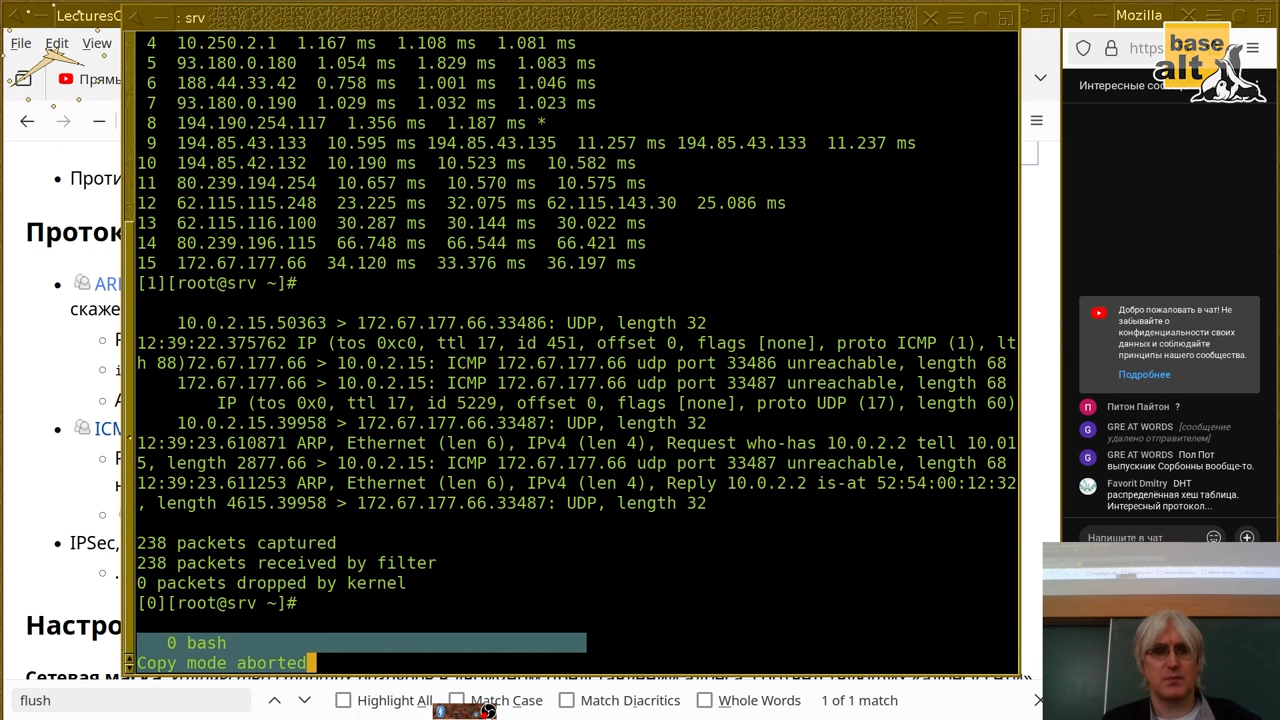 LecturesC
: srv
Mozilla
File Edit View
https
base
alt
Прямы
Интересные сооб
Проти
Проток
ARI
скаже
ICM
IPSec,
Настро
4 10.250.2.1 1.167 ms 1.108 ms 1.081 ms
5 93.180.0.180 1.054 ms 1.829 ms 1.083 ms
6 188.44.33.42 0.758 ms 1.001 ms 1.046 ms
7 93.180.0.190 1.029 ms 1.032 ms 1.023 ms
8 194.190.254.117 1.356 ms 1.187 ms *
9 194.85.43.133 10.595 ms 194.85.43.135 11.257 ms 194.85.43.133 11.237 ms
10 194.85.42.132 10.190 ms 10.523 ms 10.582 ms
11 80.239.194.254 10.657 ms 10.570 ms 10.575 ms
12 62.115.115.248 23.225 ms 32.075 ms 62.115.143.30 25.086 ms
13 62.115.116.100 30.287 ms 30.144 ms 30.022 ms
14 80.239.196.115 66.748 ms 66.544 ms 66.421 ms
15 172.67.177.66 34.120 ms 33.376 ms 36.197 ms
[1][root@srv ~]#
10.0.2.15.50363 > 172.67.177.66.33486: UDP, length 32
12:39:22.375762 IP (tos 0xc0, ttl 17, id 451, offset 0, flags [none], proto ICMP (1), lt
h 88)72.67.177.66 > 10.0.2.15: ICMP 172.67.177.66 udp port 33486 unreachable, length 68
172.67.177.66 > 10.0.2.15: ICMP 172.67.177.66 udp port 33487 unreachable, length 68
IP (tos 0x0, ttl 17, id 5229, offset 0, flags [none], proto UDP (17), length 60)
10.0.2.15.39958 > 172.67.177.66.33487: UDP, length 32
12:39:23.610871 ARP, Ethernet (len 6), IPv4 (len 4), Request who-has 10.0.2.2 tell 10.01
5, length 2877.66 > 10.0.2.15: ICMP 172.67.177.66 udp port 33487 unreachable, length 68
12:39:23.611253 ARP, Ethernet (len 6), IPv4 (len 4), Reply 10.0.2.2 is-at 52:54:00:12:32
, length 4615.39958 > 172.67.177.66.33487: UDP, length 32
238 packets captured
238 packets received by filter
0 packets dropped by kernel
[0][root@srv ~]#
0 bash
Copy mode aborted
Добро пожаловать в чат! Не
забывайте о
конфиденциальности своих
данных и соблюдайте
принципы нашего сообщества.
Подробнее
П Питон Пайтон ?
G GREAT WORDS [сообщение
удалено отправителем]
G GREAT WORDS Пол Пот
выпускник Сорбонны вообще-то.
Favorit Dmitry DHT
распределённая хеш таблица.
Интересный протокол...
Напишите в чат
flush
Highlight All Match Case Match Diacritics Whole Words 1 of 1 match